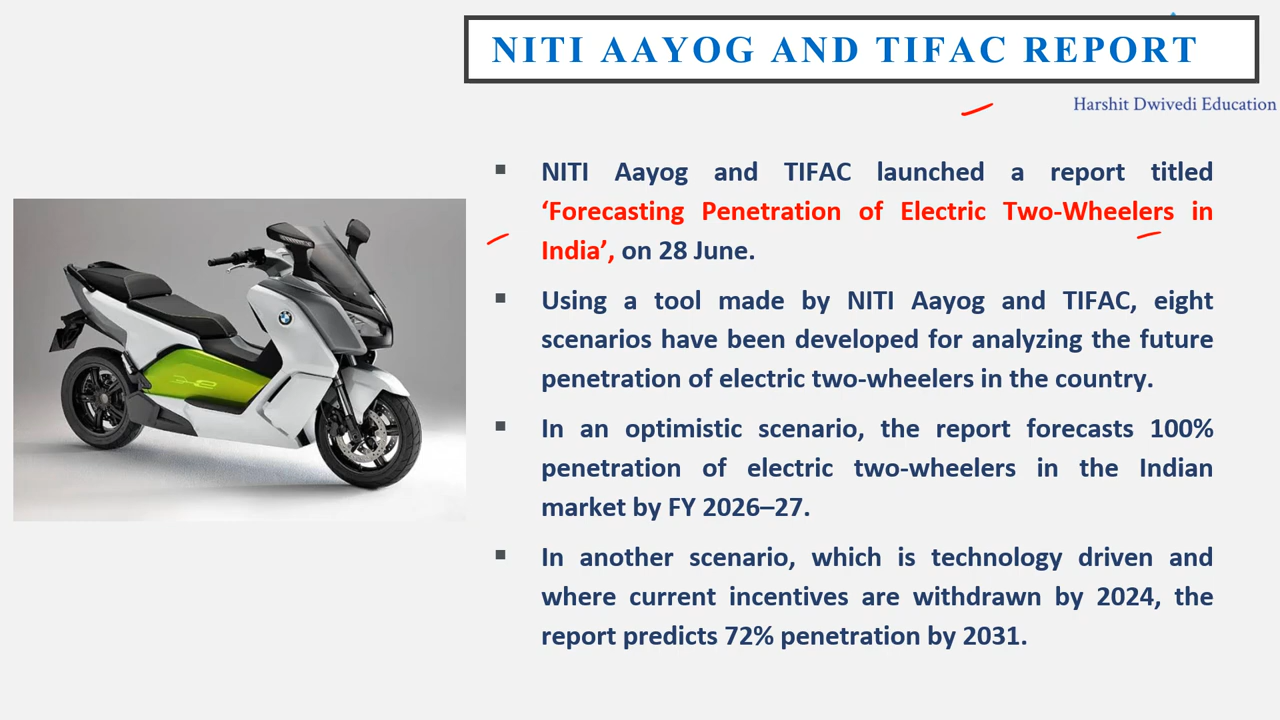 NITI AAYOG AND TIFAC REPORT
Harshit Dwivedi Education
▪ NITI Aayog and TIFAC launched a report titled
‘Forecasting Penetration of Electric Two-Wheelers in
India’, on 28 June.
▪ Using a tool made by NITI Aayog and TIFAC, eight
scenarios have been developed for analyzing the future
penetration of electric two-wheelers in the country.
▪ In an optimistic scenario, the report forecasts 100%
penetration of electric two-wheelers in the Indian
market by FY 2026–27.
▪ In another scenario, which is technology driven and
where current incentives are withdrawn by 2024, the
report predicts 72% penetration by 2031.